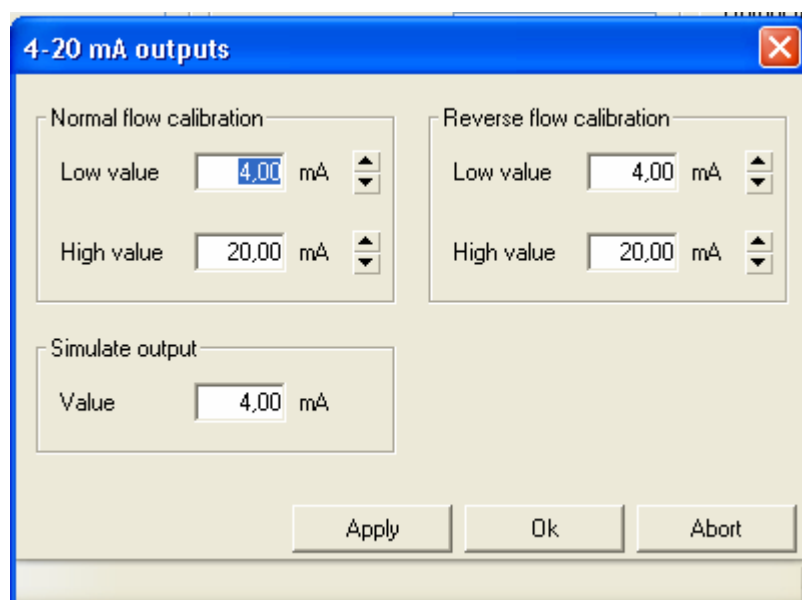 4-20 mA outputs
Normal flow calibration
Low value 4,00 mA
High value 20,00 mA
Reverse flow calibration
Low value 4,00 mA
High value 20,00 mA
Simulate output
Value 4,00 mA
Apply Ok Abort